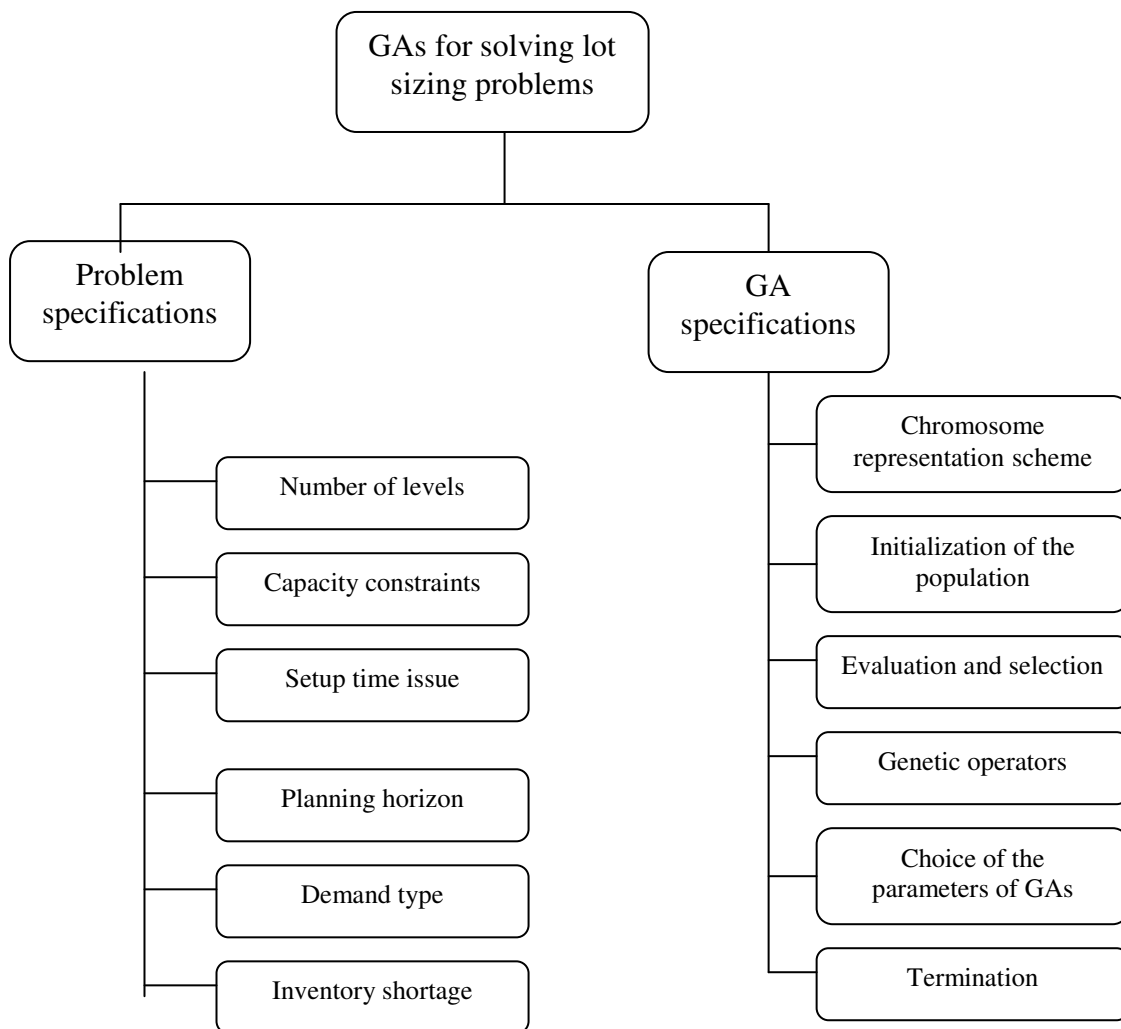 GAs for solving lot
sizing problems
Problem
specifications
GA
specifications
Number of levels
Capacity constraints
Setup time issue
Planning horizon
Demand type
Inventory shortage
Chromosome
representation scheme
Initialization of the
population
Evaluation and selection
Genetic operators
Choice of the
parameters of GAs
Termination